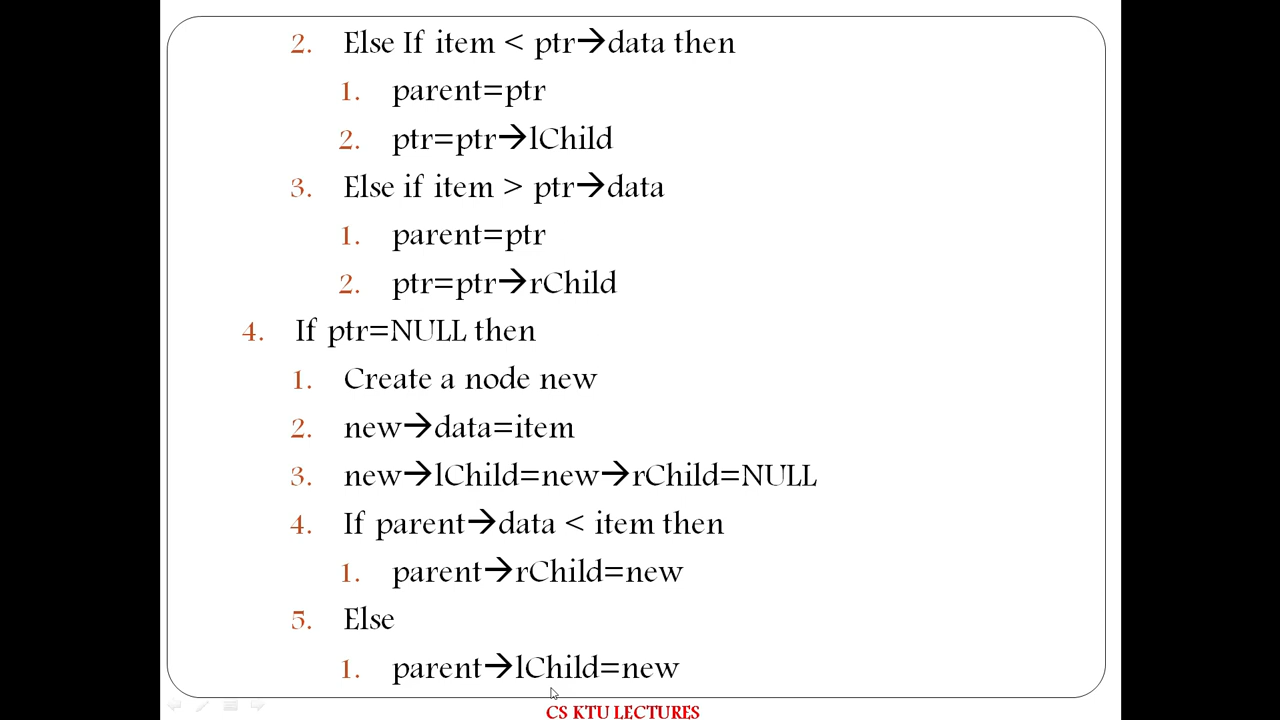 2. Else If item < ptr→data then
1. parent=ptr
2. ptr=ptr→lChild
3. Else if item > ptr→data
1. parent=ptr
2. ptr=ptr→rChild
4. If ptr=NULL then
1. Create a node new
2. new→data=item
3. new→lChild=new→rChild=NULL
4. If parent→data < item then
1. parent→rChild=new
5. Else
1. parent→lChild=new
CS KTU LECTURES